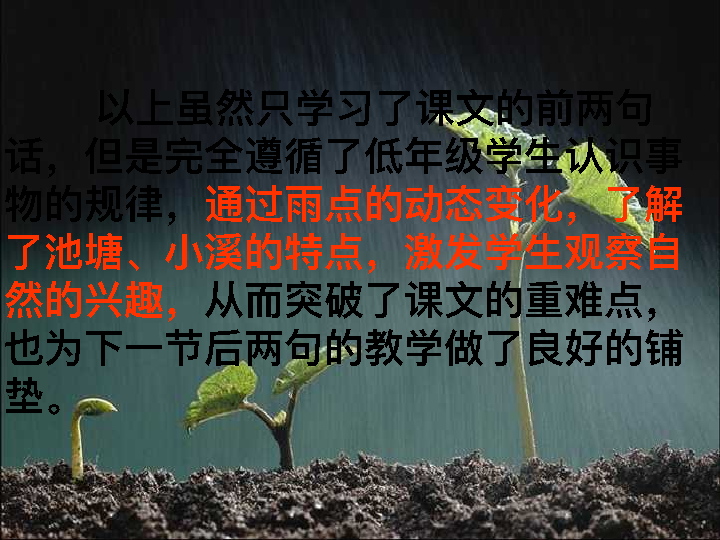 以上虽然只学习了课文的前两句
话，但是完全遵循了低年级学生认识事
物的规律，通过雨点的动态变化，了解
了池塘、小溪的特点，激发学生观察自
然的兴趣，从而突破了课文的重难点，
也为下一节后两句的教学做了良好的铺
垫。